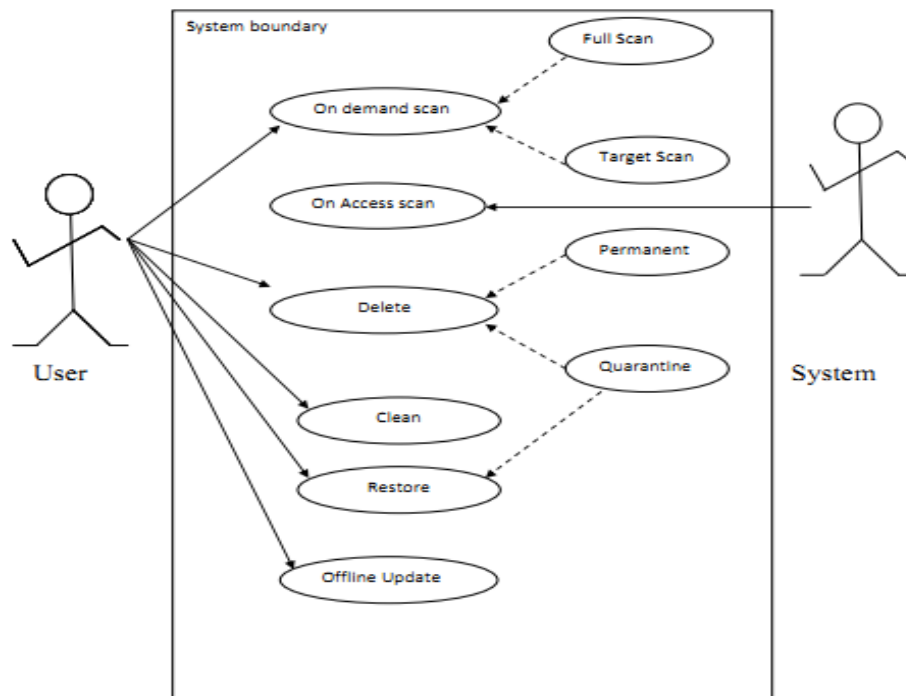 System boundary
Full Scan
On demand scan
Target Scan
On Access scan
Permanent
Delete
Quarantine
User
System
Clean
Restore
Offline Update